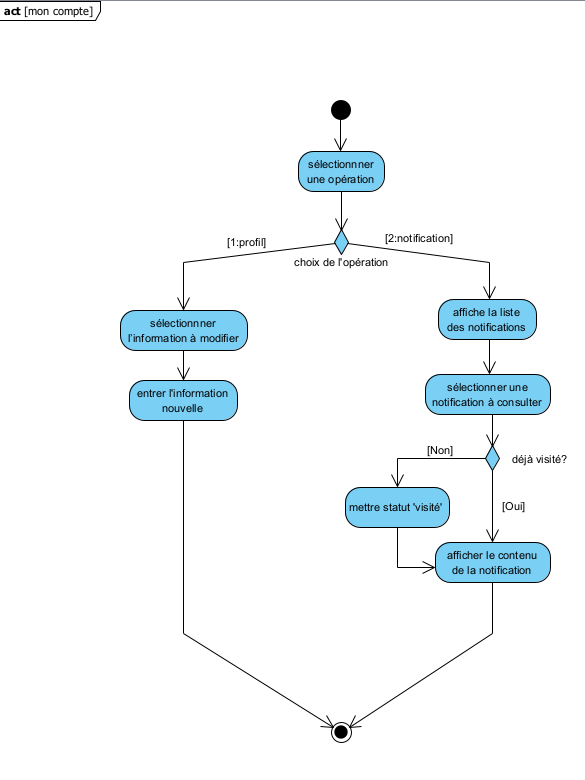 act [mon compte]
sélectionnner
une opération
[1:profil]
[2:notification]
choix de l'opération
sélectionnner
l'information à modifier
affiche la liste
des notifications
entrer l'information
nouvelle
sélectionner une
notification à consulter
[Non]
déjà visité?
mettre statut 'visité'
[Oui]
afficher le contenu
de la notification